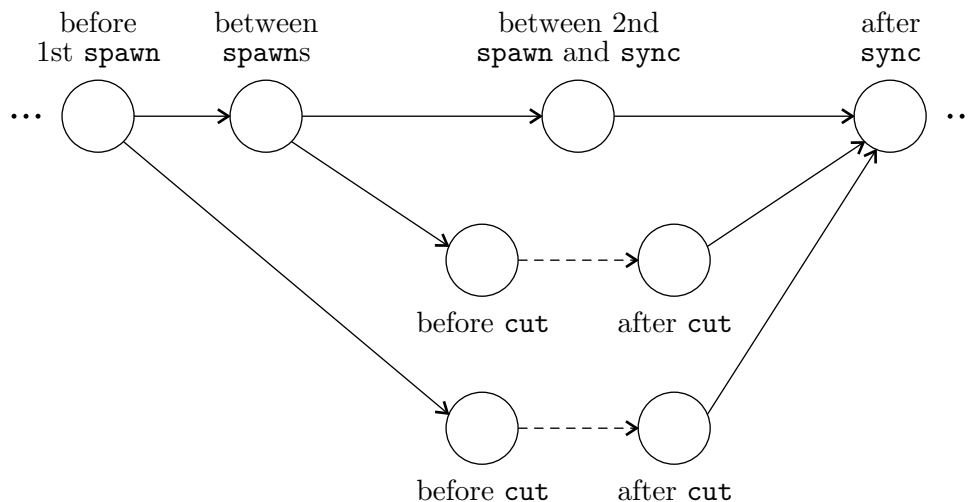 before
1st spawn
between
spawns
between 2nd
spawn and sync
after
sync
...
..
before cut
after cut
before cut
after cut